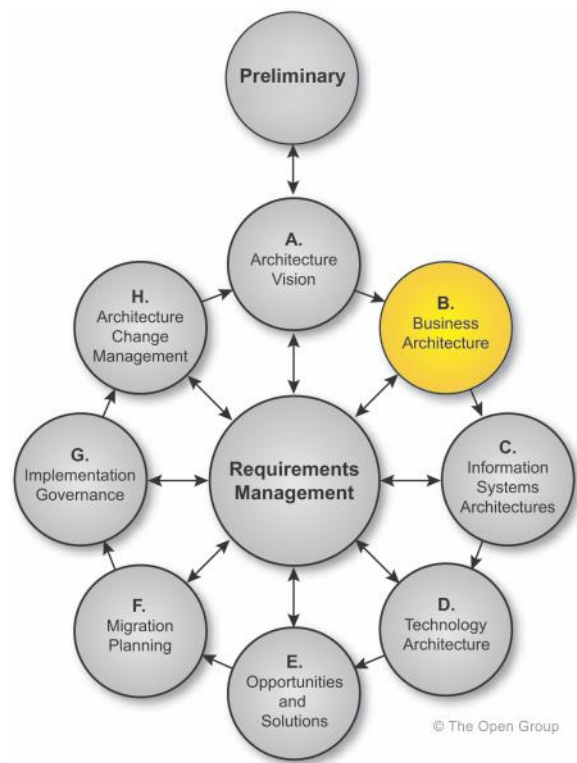 Preliminary
A.
Architecture
Vision
B.
Business
Architecture
C.
Information
Systems
Architectures
D.
Technology
Architecture
E.
Opportunities
and
Solutions
F.
Migration
Planning
G.
Implementation
Governance
H.
Architecture
Change
Management
Requirements
Management
© The Open Group